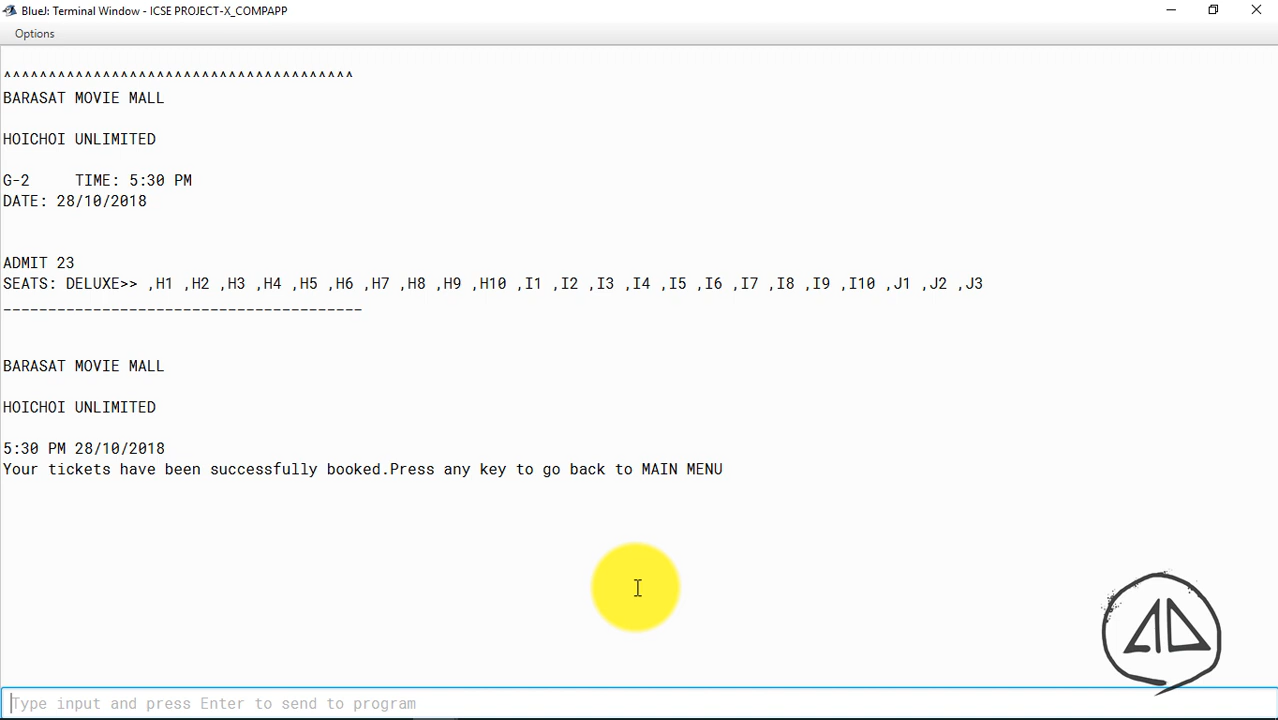 BlueJ: Terminal Window - ICSE PROJECT-X_COMPAPP
Options
^^^^^^^^^^^^^^^^^^^^^^^^^^^^^^^^^^^^^^^
BARASAT MOVIE MALL
HOICHOI UNLIMITED
G-2     TIME: 5:30 PM
DATE: 28/10/2018
ADMIT 23
SEATS: DELUXE>> ,H1 ,H2 ,H3 ,H4 ,H5 ,H6 ,H7 ,H8 ,H9 ,H10 ,I1 ,I2 ,I3 ,I4 ,I5 ,I6 ,I7 ,I8 ,I9 ,I10 ,J1 ,J2 ,J3
----------------------------------------
BARASAT MOVIE MALL
HOICHOI UNLIMITED
5:30 PM 28/10/2018
Your tickets have been successfully booked.Press any key to go back to MAIN MENU
Type input and press Enter to send to program